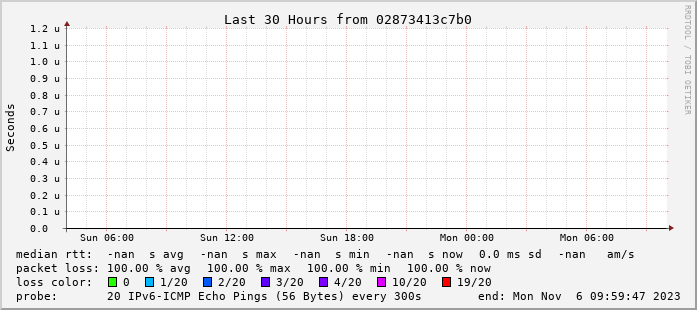 Last 30 Hours from 02873413c7b0
RRDTOOL / TOBI OETIKER
Seconds
1.2 u
1.1 u
1.0 u
0.9 u
0.8 u
0.7 u
0.6 u
0.5 u
0.4 u
0.3 u
0.2 u
0.1 u
0.0
Sun 06:00 Sun 12:00 Sun 18:00 Mon 00:00 Mon 06:00
median rtt: -nan s avg -nan s max -nan s min -nan s now 0.0 ms sd -nan am/s
packet loss: 100.00 % avg 100.00 % max 100.00 % min 100.00 % now
loss color: 0 1/20 2/20 3/20 4/20 10/20 19/20
probe: 20 IPv6-ICMP Echo Pings (56 Bytes) every 300s end: Mon Nov 6 09:59:47 2023